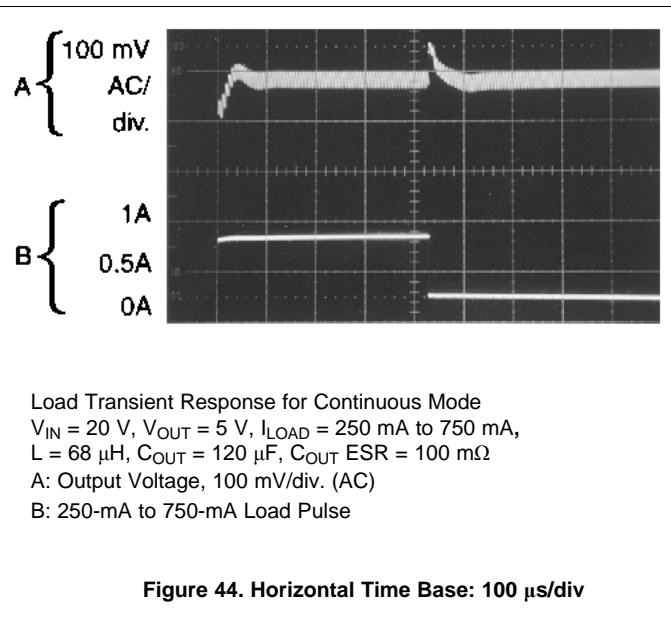 A { 100 mV
AC/
div.
B { 1A
0.5A
0A
Load Transient Response for Continuous Mode
V_IN = 20 V, V_OUT = 5 V, I_LOAD = 250 mA to 750 mA,
L = 68 μH, C_OUT = 120 μF, C_OUT ESR = 100 mΩ
A: Output Voltage, 100 mV/div. (AC)
B: 250-mA to 750-mA Load Pulse
Figure 44. Horizontal Time Base: 100 μs/div